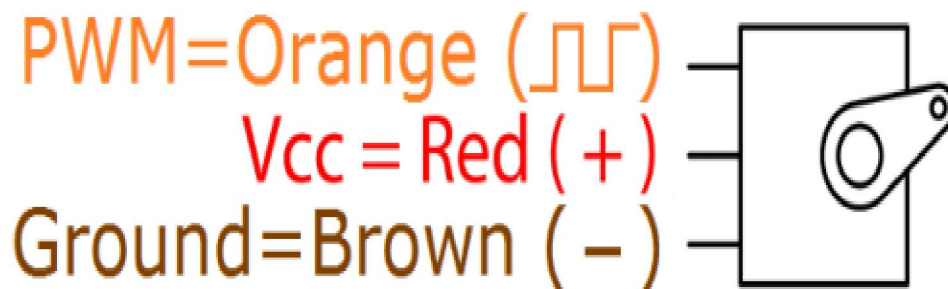 PWM=Orange (⎍⎍)
Vcc = Red ( + )
Ground=Brown ( − )